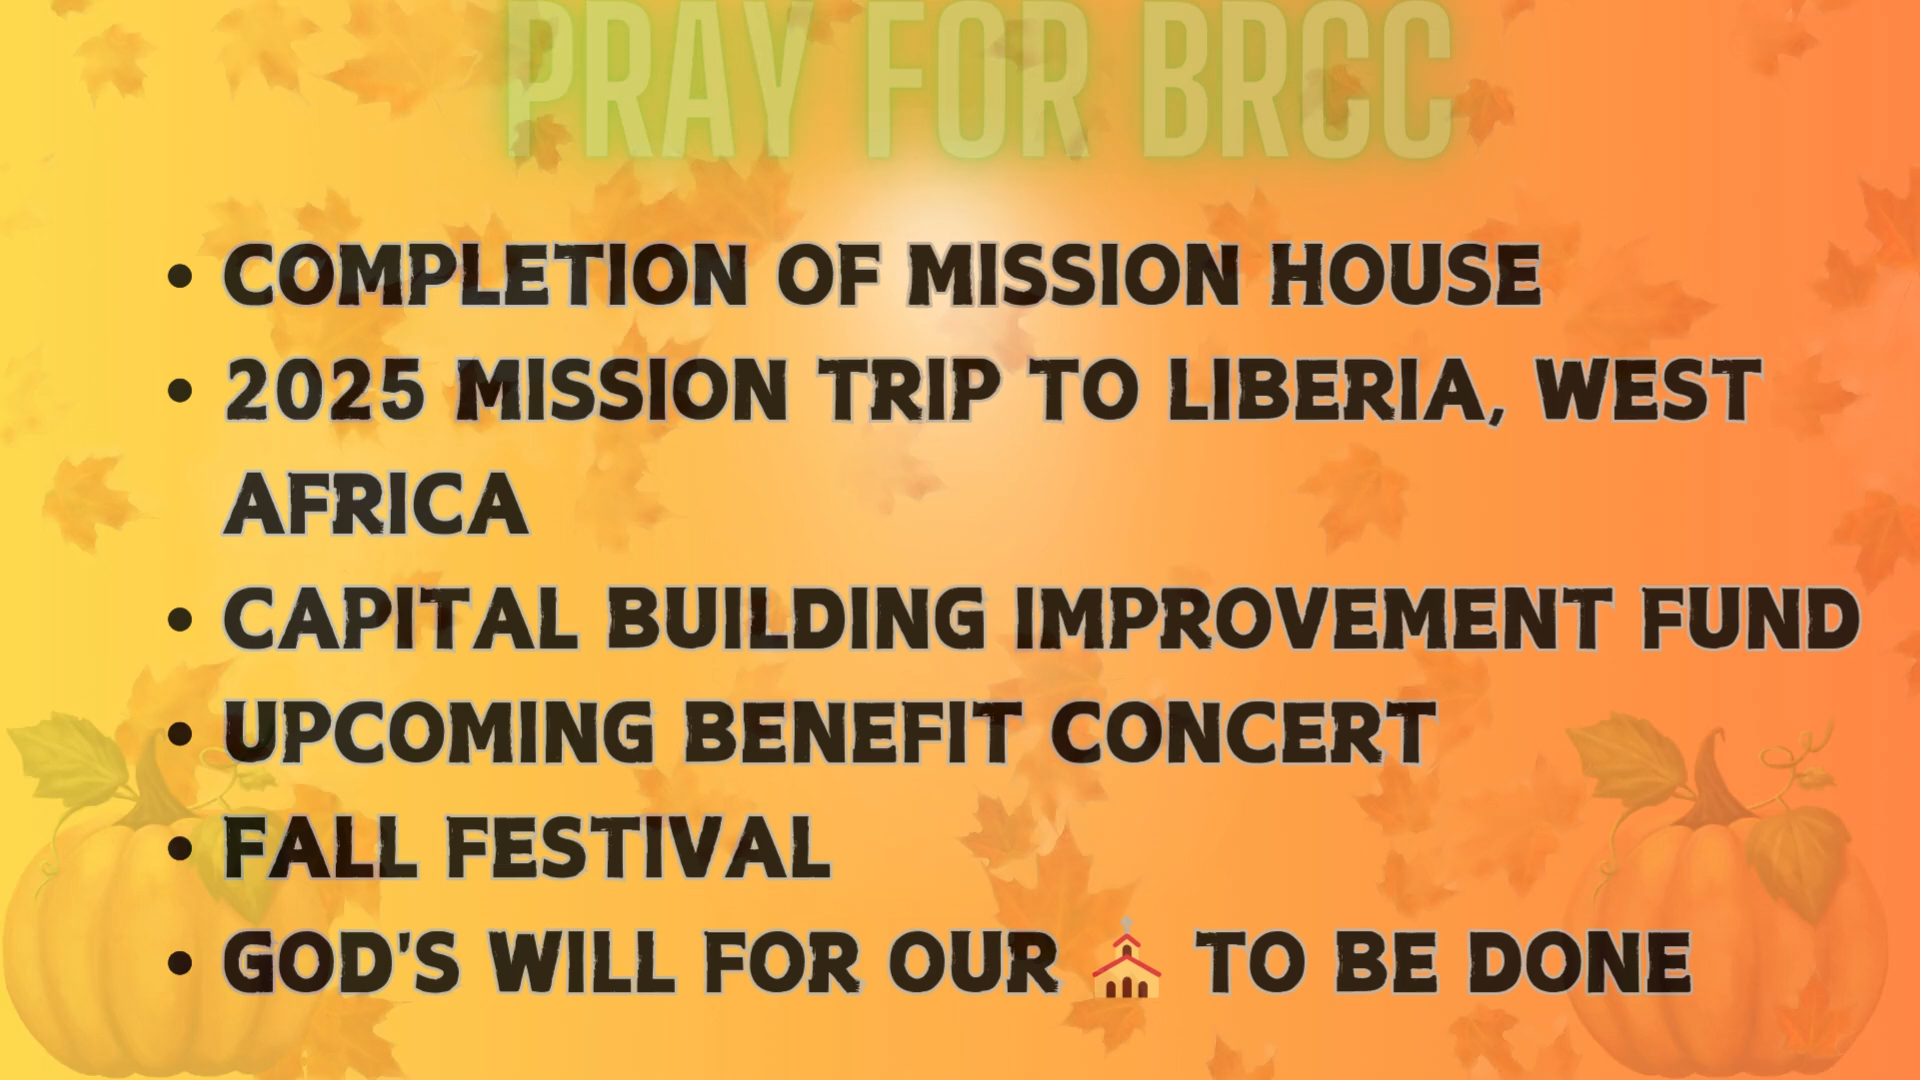 PRAY FOR BRCC
• COMPLETION OF MISSION HOUSE
• 2025 MISSION TRIP TO LIBERIA, WEST
AFRICA
• CAPITAL BUILDING IMPROVEMENT FUND
• UPCOMING BENEFIT CONCERT
• FALL FESTIVAL
• GOD'S WILL FOR OUR ⛪ TO BE DONE